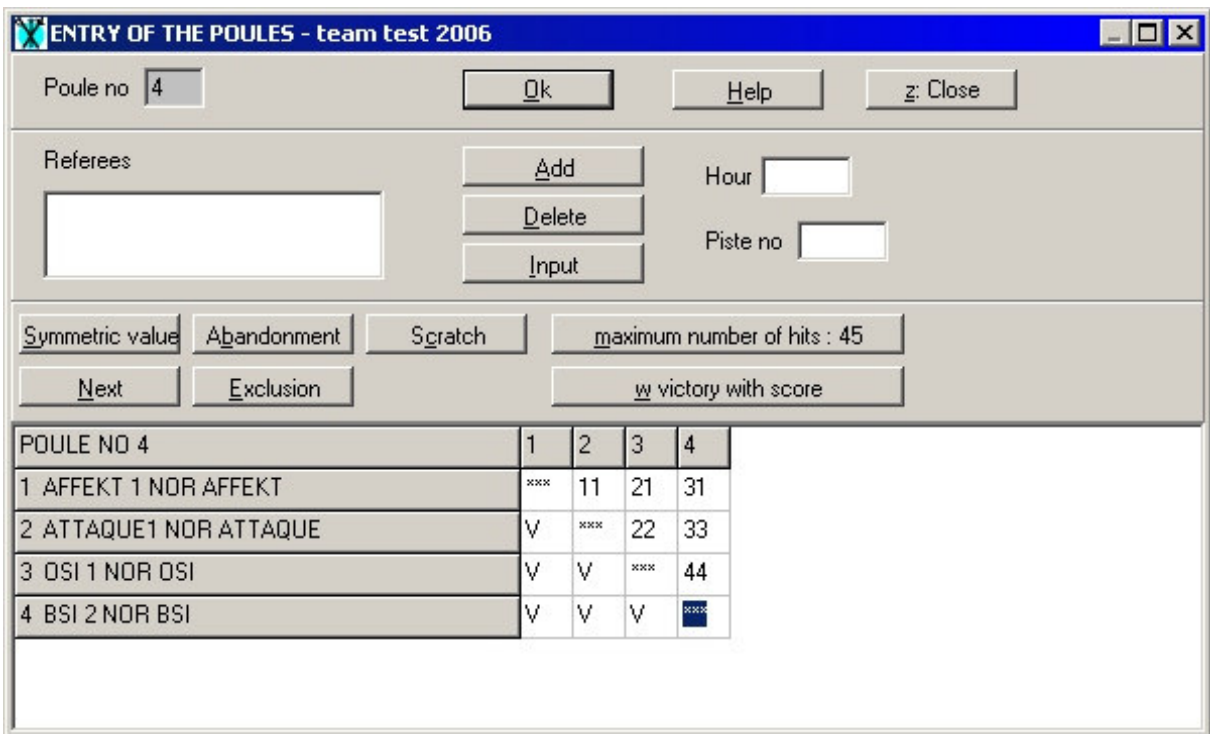 ENTRY OF THE POULES - team test 2006
Poule no 4 Ok Help z: Close
Referees Add Hour
Delete Piste no
Input
Symmetric value Abandonment Scratch maximum number of hits : 45
Next Exclusion w victory with score
POULE NO 4 1 2 3 4
1 AFFEKT 1 NOR AFFEKT *** 11 21 31
2 ATTAQUE1 NOR ATTAQUE V *** 22 33
3 OSI 1 NOR OSI V V *** 44
4 BSI 2 NOR BSI V V V ***